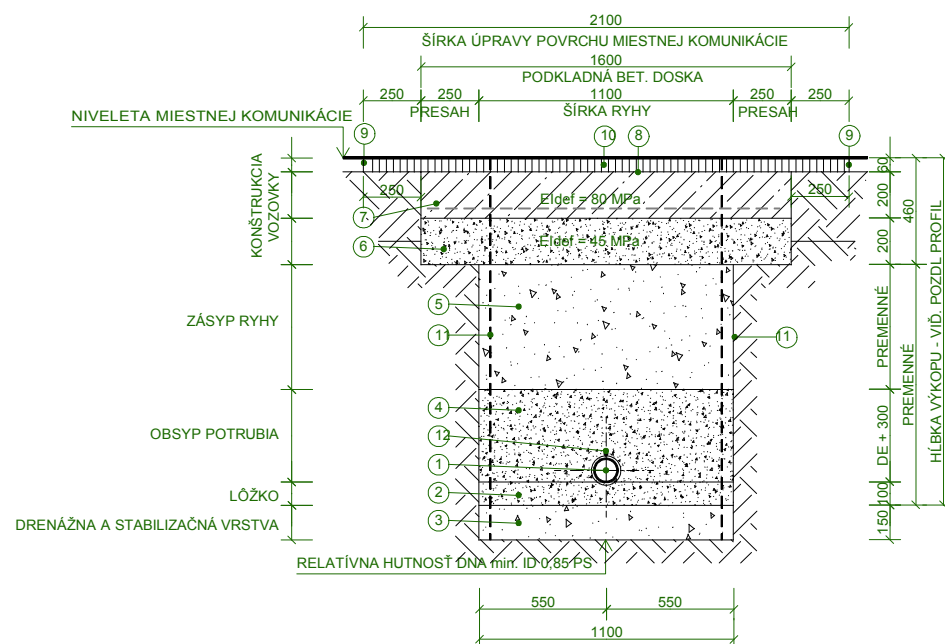 2100
ŠÍRKA ÚPRAVY POVRCHU MIESTNEJ KOMUNIKÁCIE
1600
PODKLADNÁ BET. DOSKA
250 250 1100 250 250
PRESAH ŠÍRKA RYHY PRESAH
NIVELETA MIESTNEJ KOMUNIKÁCIE
9 10 8 9
KONŠTRUKCIA
VOZOVKY
60
250 250
EIdef = 80 MPa
200
7
460
6
EIdef = 45 MPa
200
5
ZÁSYP RYHY
11 11
PREMENNÉ
PREMENNÉ
HĹBKA VÝKOPU - VIĎ. POZDĹ PROFIL
4
OBSYP POTRUBIA
12
DE + 300
1
LÔŽKO
2
100
DRENÁŽNA A STABILIZAČNÁ VRSTVA
3
150
RELATÍVNA HUTNOSŤ DNA min. ID 0,85 PS
550 550
1100